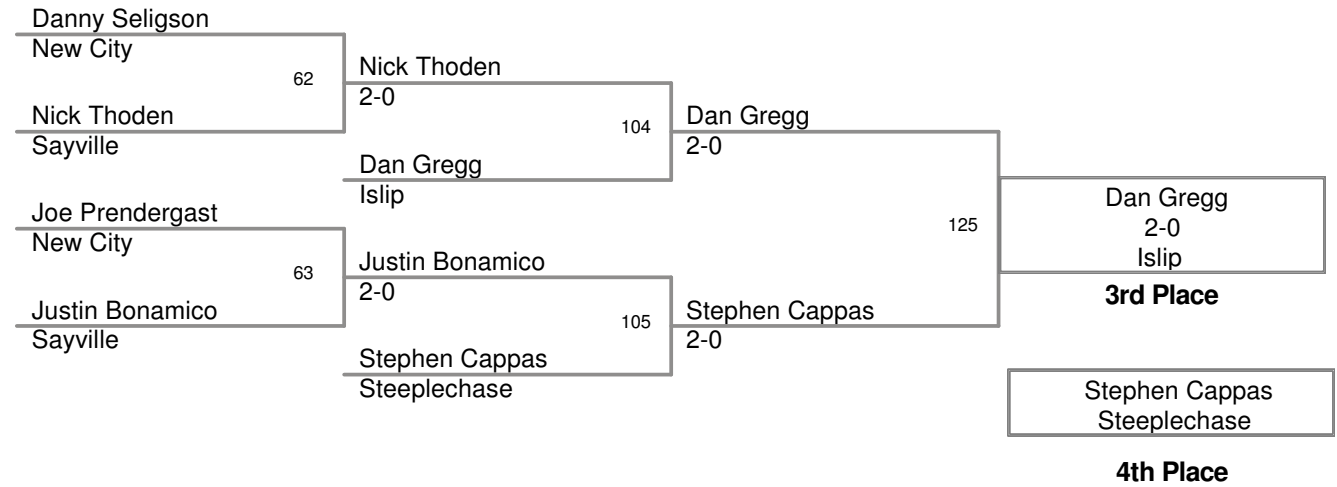 Danny Seligson
New City
62
Nick Thoden
Sayville
Nick Thoden
2-0
104
Dan Gregg
Islip
Dan Gregg
2-0
Joe Prendergast
New City
63
Justin Bonamico
Sayville
Justin Bonamico
2-0
105
Stephen Cappas
Steeplechase
Stephen Cappas
2-0
125
Dan Gregg
2-0
Islip
3rd Place
Stephen Cappas
Steeplechase
4th Place